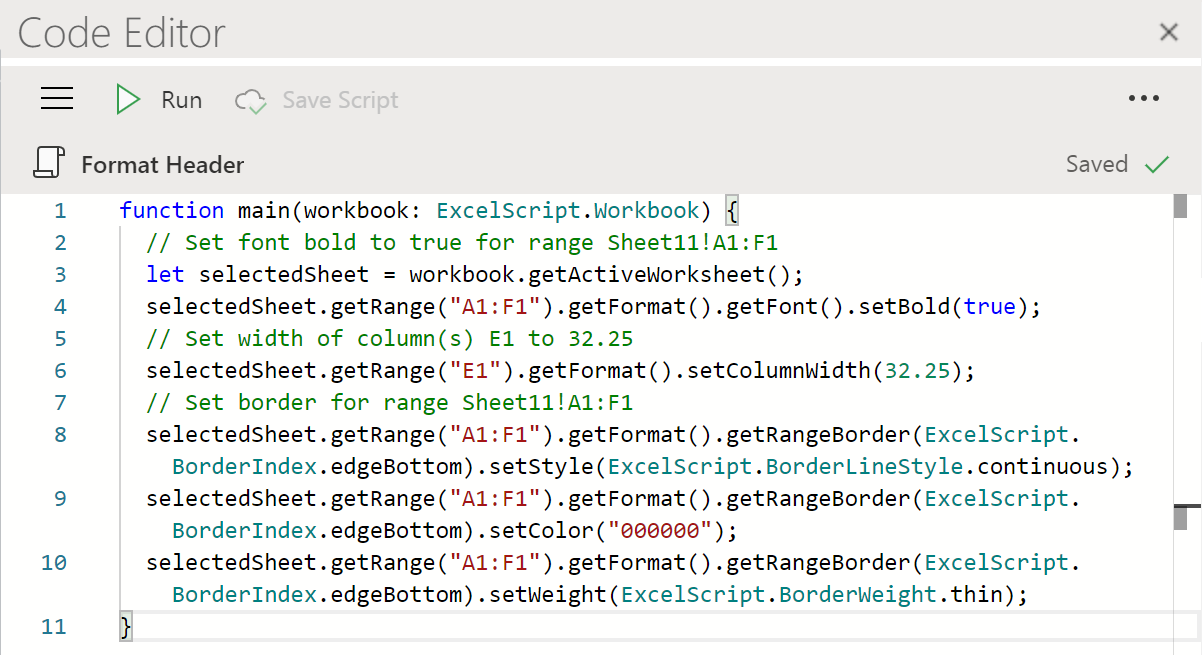 Code Editor
Run Save Script
Format Header Saved
1 function main(workbook: ExcelScript.Workbook) {
2 // Set font bold to true for range Sheet11!A1:F1
3 let selectedSheet = workbook.getActiveWorksheet();
4 selectedSheet.getRange("A1:F1").getFormat().getFont().setBold(true);
5 // Set width of column(s) E1 to 32.25
6 selectedSheet.getRange("E1").getFormat().setColumnWidth(32.25);
7 // Set border for range Sheet11!A1:F1
8 selectedSheet.getRange("A1:F1").getFormat().getRangeBorder(ExcelScript.
BorderIndex.edgeBottom).setStyle(ExcelScript.BorderLineStyle.continuous);
9 selectedSheet.getRange("A1:F1").getFormat().getRangeBorder(ExcelScript.
BorderIndex.edgeBottom).setColor("000000");
10 selectedSheet.getRange("A1:F1").getFormat().getRangeBorder(ExcelScript.
BorderIndex.edgeBottom).setWeight(ExcelScript.BorderWeight.thin);
11 }